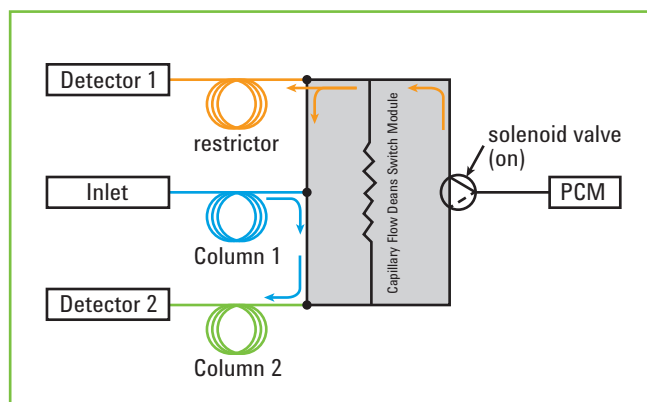 Detector 1
restrictor
Inlet
Column 1
Detector 2
Column 2
Capillary Flow Deans Switch Module
solenoid valve
(on)
PCM